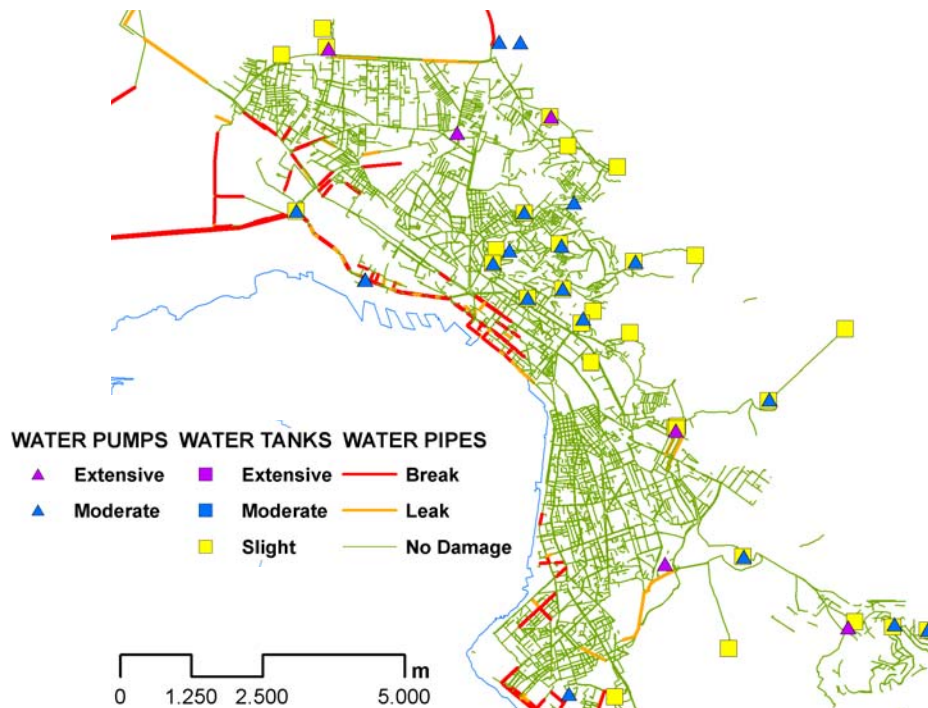 WATER PUMPS WATER TANKS WATER PIPES
Extensive Extensive Break
Moderate Moderate Leak
Slight No Damage
m
0 1.250 2.500 5.000